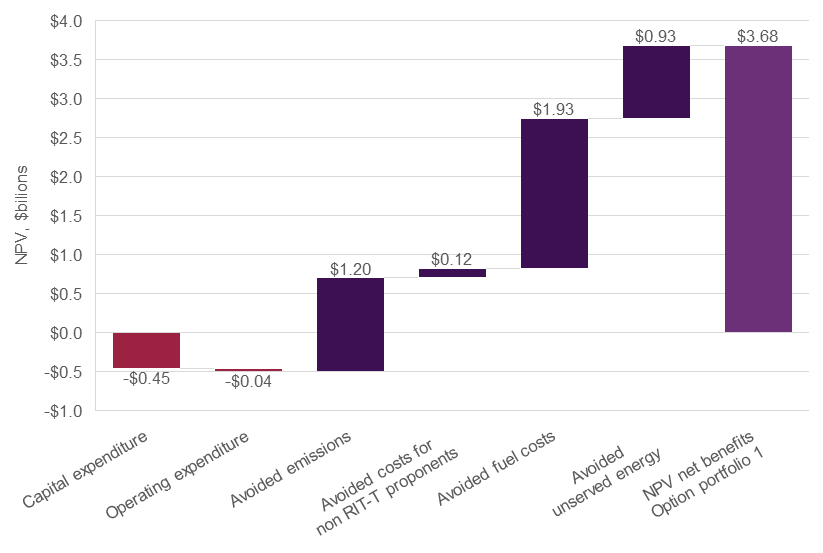 $4.0
$3.5
$3.0
$2.5
$2.0
$1.5
$1.0
$0.5
$0.0
-$0.5
-$1.0
NPV, $bilions
-$0.45
-$0.04
$1.20
$0.12
$1.93
$0.93
$3.68
Capital expenditure
Operating expenditure
Avoided emissions
Avoided costs for
non RIT-T proponents
Avoided fuel costs
Avoided
unserved energy
NPV net benefits
Option portfolio 1